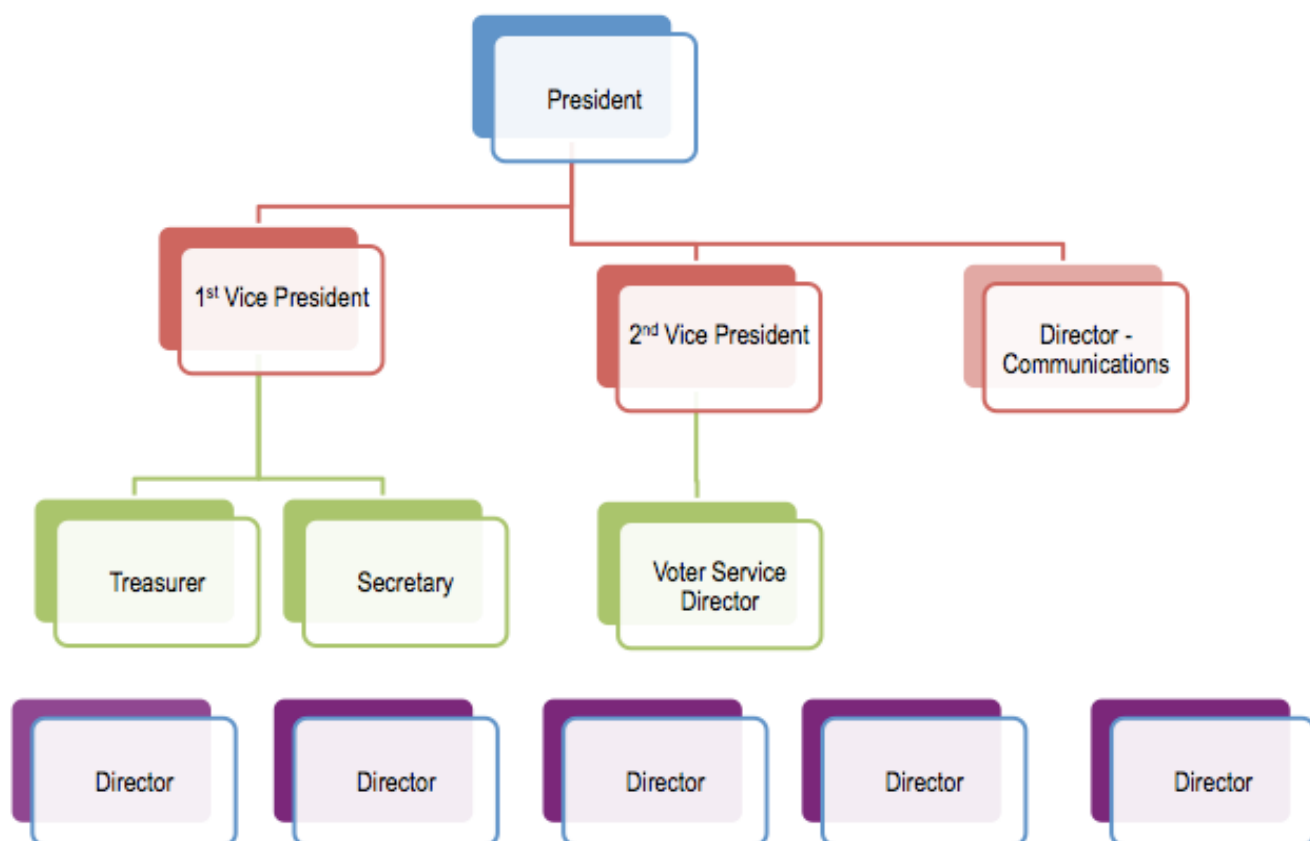 President
1st Vice President
2nd Vice President
Director -
Communications
Treasurer
Secretary
Voter Service
Director
Director
Director
Director
Director
Director